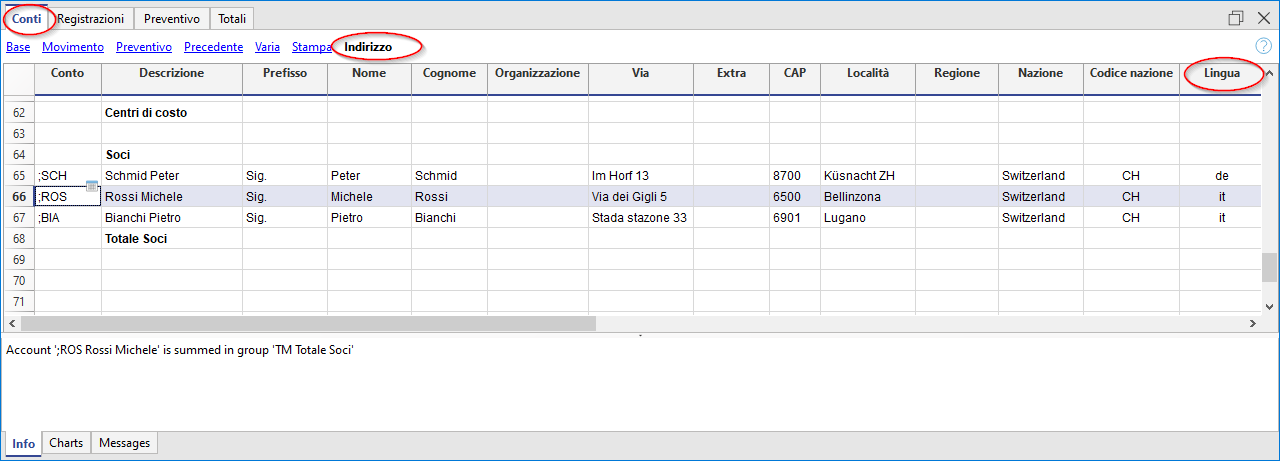 Conti Registrazioni Preventivo Totali
Base Movimento Preventivo Precedente Varia Stampa Indirizzo ?
Conto Descrizione Prefisso Nome Cognome Organizzazione Via Extra CAP Località Regione Nazione Codice nazione Lingua
62 Centri di costo
63
64 Soci
65 ;SCH Schmid Peter Sig. Peter Schmid Im Horf 13 8700 Küsnacht ZH Switzerland CH de
66 ;ROS Rossi Michele Sig. Michele Rossi Via dei Gigli 5 6500 Bellinzona Switzerland CH it
67 ;BIA Bianchi Pietro Sig. Pietro Bianchi Stada stazone 33 6901 Lugano Switzerland CH it
68 Totale Soci
69
70
71
Account ';ROS Rossi Michele' is summed in group 'TM Totale Soci'
Info Charts Messages